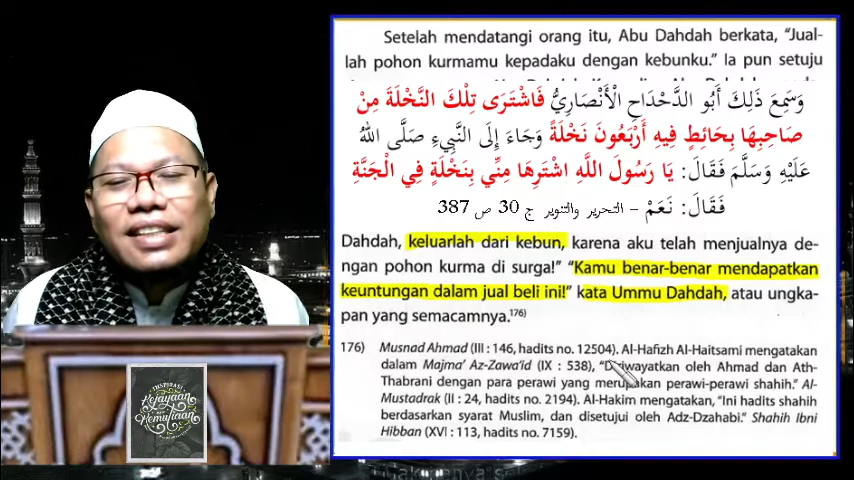 Setelah mendatangi orang itu, Abu Dahdah berkata, “Jual-
lah pohon kurmamu kepadaku dengan kebunku.” Ia pun setuju
وَسَمِعَ ذَلِكَ أَبُو الدَّحْدَاحِ الْأَنْصَارِيُّ فَاشْتَرَى تِلْكَ النَّخْلَةَ مِنْ
صَاحِبِهَا بِحَائِطٍ فِيهِ أَرْبَعُونَ نَخْلَةً وَجَاءَ إِلَى النَّبِيءِ صَلَّى اللهُ
عَلَيْهِ وَسَلَّمَ فَقَالَ: يَا رَسُولَ اللَّهِ اشْتَرِهَا مِنِّي بِنَخْلَةٍ فِي الْجَنَّةِ
فَقَالَ: نَعَمْ – التحرير والتنوير ج 30 ص 387
Dahdah, keluarlah dari kebun, karena aku telah menjualnya de-
ngan pohon kurma di surga!” “Kamu benar-benar mendapatkan
keuntungan dalam jual beli ini!” kata Ummu Dahdah, atau ungka-
pan yang semacamnya.¹⁷⁶⁾
176) Musnad Ahmad (III : 146, hadits no. 12504). Al-Hafizh Al-Haitsami mengatakan
dalam Majma’ Az-Zawa’id (IX : 538), “Diriwayatkan oleh Ahmad dan Ath-
Thabrani dengan para perawi yang merupakan perawi-perawi shahih.” Al-
Mustadrak (II : 24, hadits no. 2194). Al-Hakim mengatakan, “Ini hadits shahih
berdasarkan syarat Muslim, dan disetujui oleh Adz-Dzahabi.” Shahih Ibni
Hibban (XVI : 113, hadits no. 7159).
INSPIRASI
Kejayaan
Kemuliaan